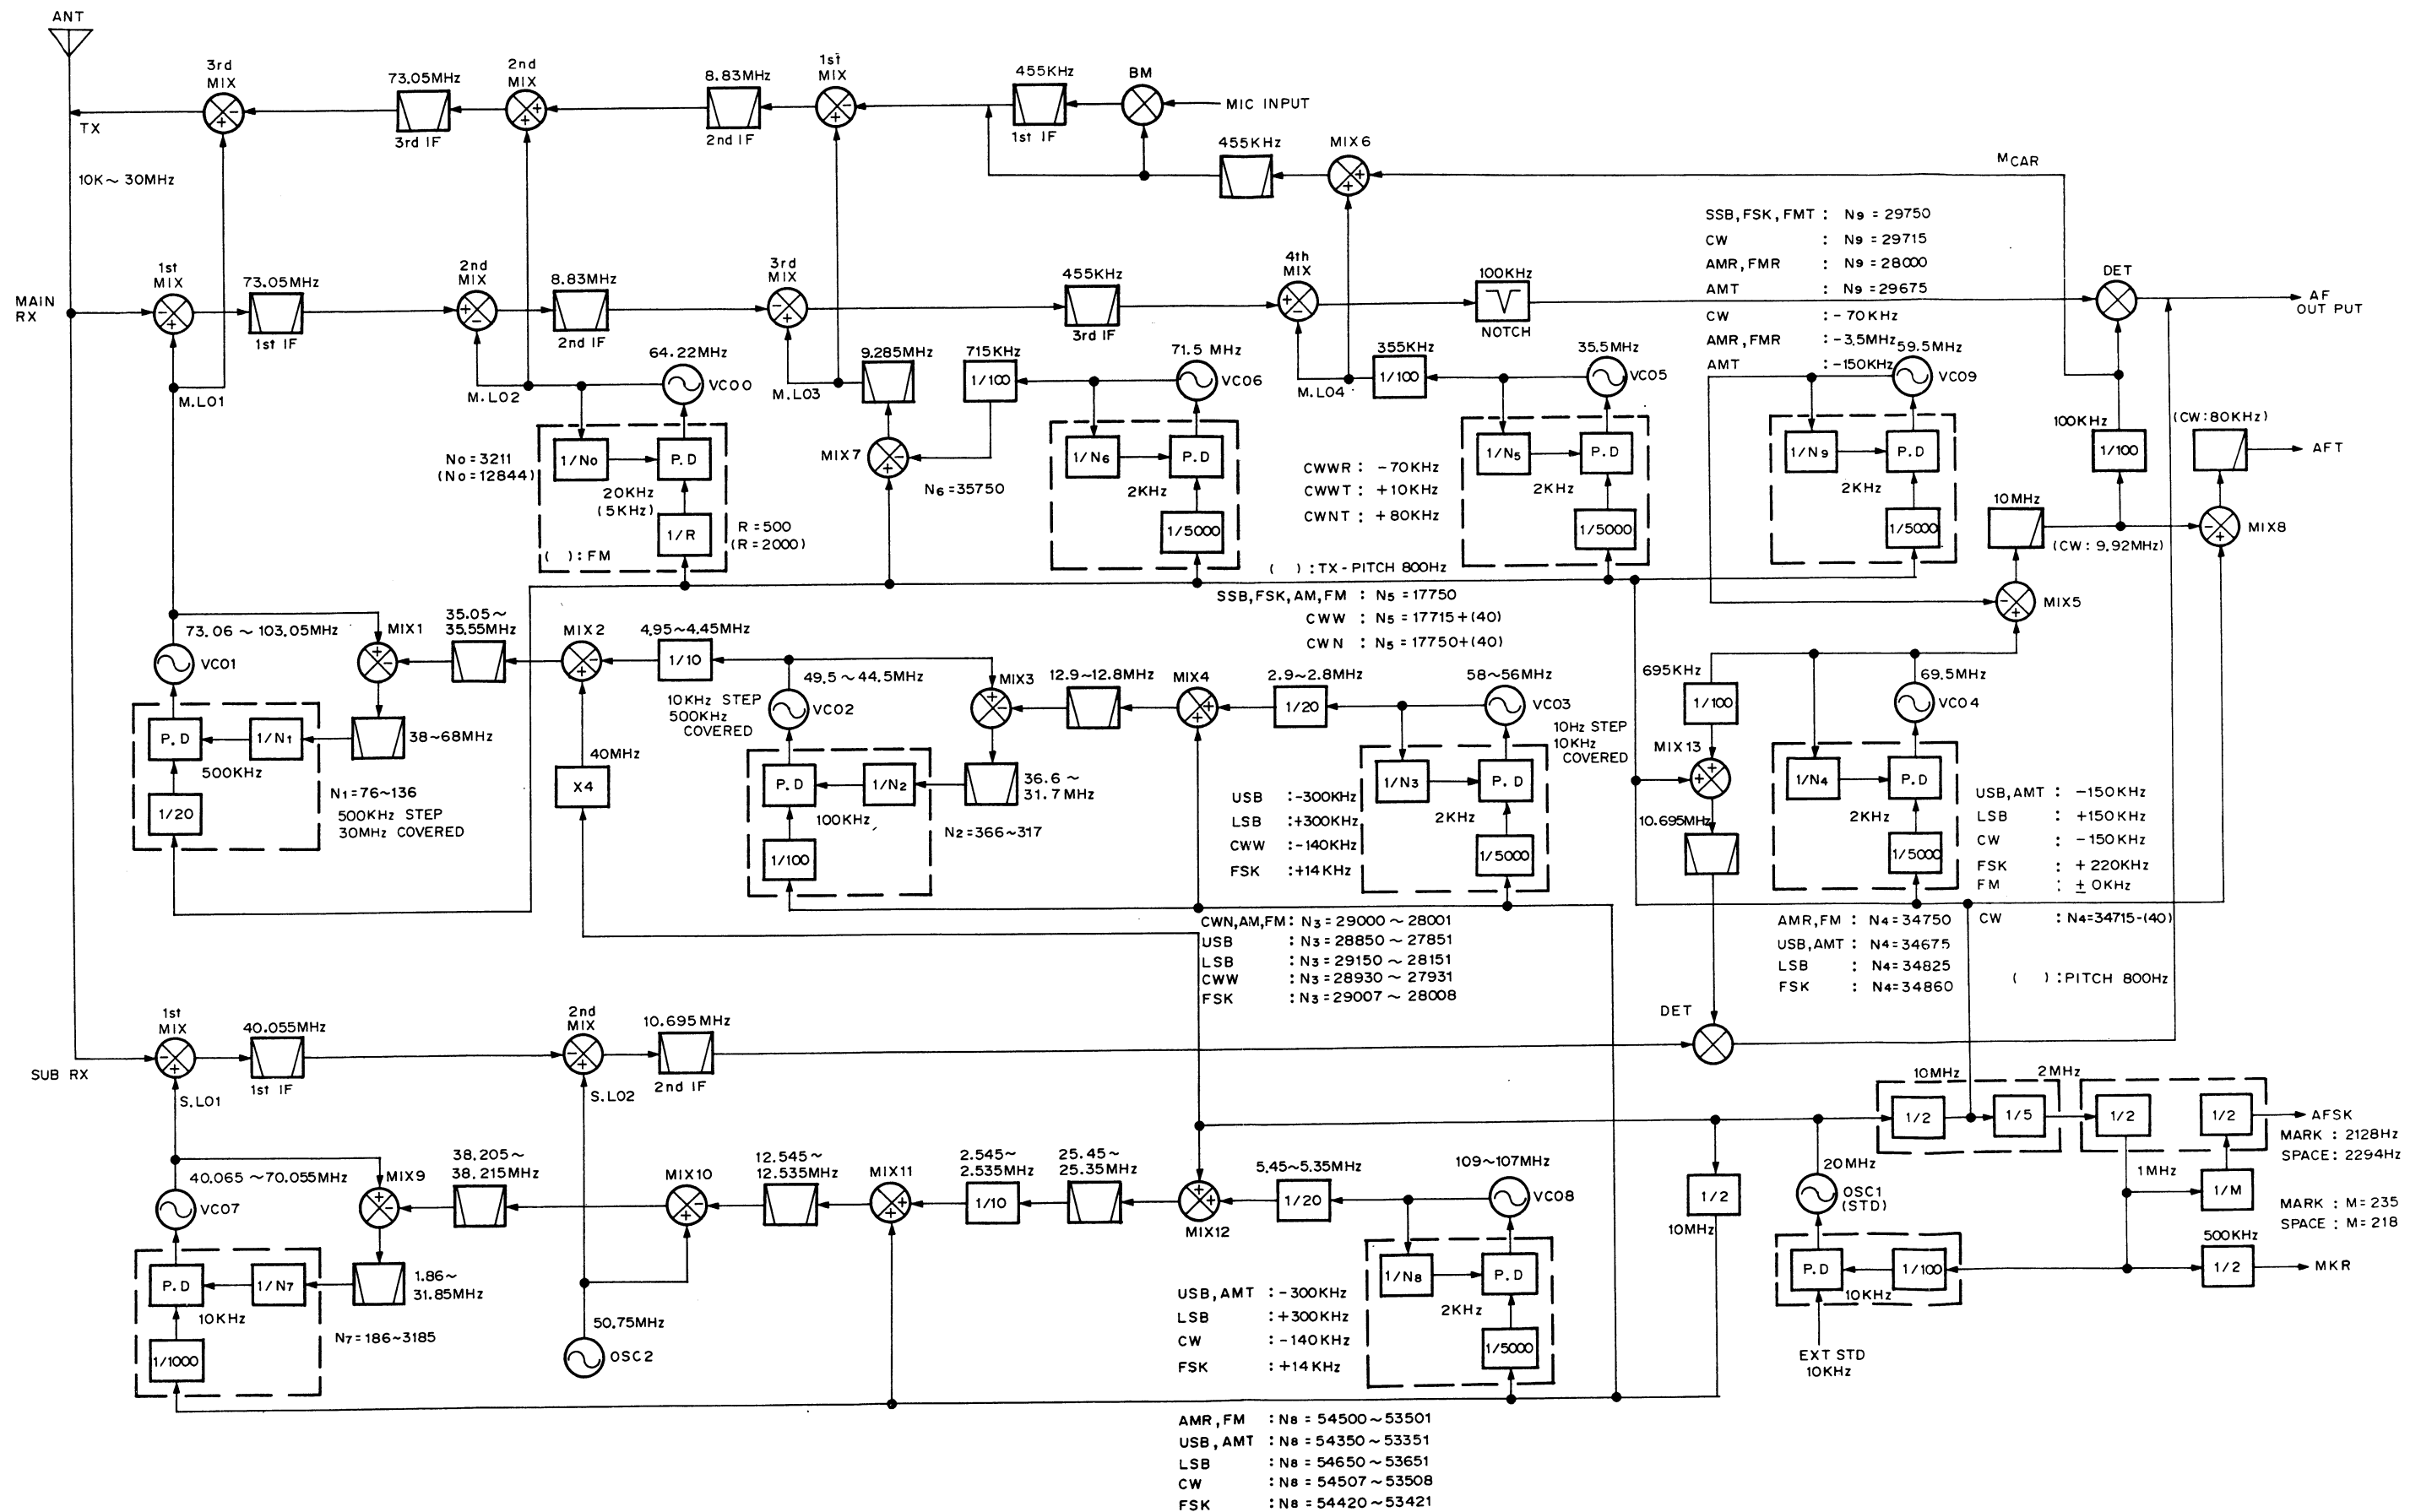 ANT
3rd
MIX
73.05MHz
3rd IF
2nd
MIX
8.83MHz
2nd IF
1st
MIX
455KHz
1st IF
BM
MIC INPUT
TX
10K~30MHz
455KHz
MIX6
MCAR
SSB,FSK,FMT : N9 = 29750
CW : N9 = 29715
AMR,FMR : N9 = 28000
AMT : N9 = 29675
CW : -70KHz
AMR,FMR : -3.5MHz
AMT : -150KHz
MAIN
RX
1st
MIX
73.05MHz
1st IF
2nd
MIX
8.83MHz
2nd IF
3rd
MIX
455KHz
3rd IF
4th
MIX
100KHz
NOTCH
DET
AF
OUT PUT
M.LO1
M.LO2
64.22MHz
VCO0
M.LO3
9.285MHz
715KHz
1/100
71.5 MHz
VCO6
M.LO4
355KHz
1/100
35.5MHz
VCO5
59.5MHz
VCO9
No=3211
(No=12844)
1/No
P.D
20KHz
(5KHz)
1/R
R=500
(R=2000)
( ):FM
MIX7
N6=35750
1/N6
P.D
2KHz
1/5000
CWWR : -70KHz
CWWT : +10KHz
CWNT : +80KHz
1/N5
P.D
2KHz
1/5000
( ) : TX-PITCH 800Hz
1/N9
P.D
2KHz
1/5000
100KHz
1/100
(CW:80KHz)
AFT
10MHz
(CW: 9.92MHz)
MIX8
MIX5
SSB,FSK,AM,FM : N5 = 17750
CWW : N5 = 17715+(40)
CWN : N5 = 17750+(40)
73.06 ~ 103.05MHz
VCO1
MIX1
35.05~
35.55MHz
MIX2
4.95~4.45MHz
1/10
49.5 ~ 44.5MHz
10KHz STEP
500KHz
COVERED
VCO2
MIX3
12.9~12.8MHz
MIX4
2.9~2.8MHz
1/20
58~56MHz
VCO3
10Hz STEP
10KHz
COVERED
695KHz
1/100
MIX13
10.695MHz
69.5MHz
VCO4
P.D
1/N1
500KHz
1/20
38~68MHz
N1=76~136
500KHz STEP
30MHz COVERED
40MHz
X4
P.D
1/N2
100KHz
1/100
36.6 ~
31.7 MHz
N2=366~317
USB :-300KHz
LSB :+300KHz
CWW :-140KHz
FSK :+14KHz
1/N3
P.D
2KHz
1/5000
1/N4
P.D
2KHz
1/5000
USB,AMT : -150KHz
LSB : +150KHz
CW : -150KHz
FSK : +220KHz
FM : ± 0KHz
CWN,AM,FM : N3 = 29000 ~ 28001
USB : N3 = 28850 ~ 27851
LSB : N3 = 29150 ~ 28151
CWW : N3 = 28930 ~ 27931
FSK : N3 = 29007 ~ 28008
AMR,FM : N4=34750
USB,AMT : N4=34675
LSB : N4=34825
FSK : N4=34860
CW : N4=34715-(40)
( ) :PITCH 800Hz
SUB RX
1st
MIX
40.055MHz
1st IF
2nd
MIX
10.695MHz
2nd IF
DET
S.LO1
S.LO2
10MHz
1/2
1/5
2MHz
1/2
1/2
AFSK
MARK : 2128Hz
SPACE : 2294Hz
40.065 ~70.055MHz
VCO7
MIX9
38.205~
38.215MHz
MIX10
12.545~
12.535MHz
MIX11
2.545~
2.535MHz
1/10
25.45~
25.35MHz
MIX12
5.45~5.35MHz
1/20
109~107MHz
VCO8
1/2
10MHz
20MHz
OSC1
(STD)
1MHz
1/M
MARK : M=235
SPACE : M=218
500KHz
1/2
MKR
P.D
1/N7
10KHz
1/1000
1.86~
31.85MHz
N7=186~3185
50.75MHz
OSC2
USB,AMT :-300KHz
LSB :+300KHz
CW :-140KHz
FSK :+14KHz
1/N8
P.D
2KHz
1/5000
P.D
1/100
10KHz
EXT STD
10KHz
AMR,FM : N8 = 54500~53501
USB,AMT : N8 = 54350~53351
LSB : N8 = 54650~53651
CW : N8 = 54507~53508
FSK : N8 = 54420~53421